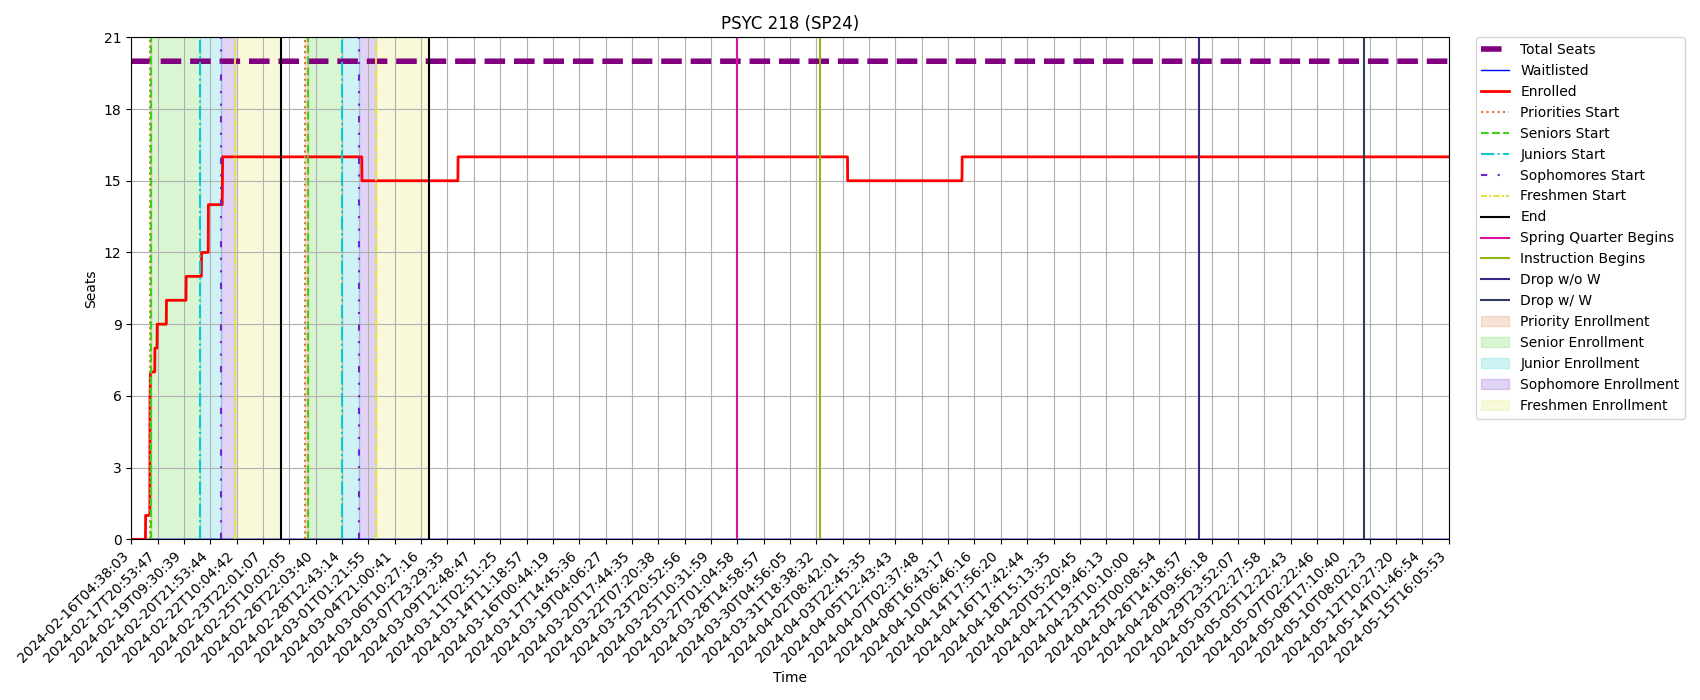 PSYC 218 (SP24)
Seats
21
18
15
12
9
6
3
0
2024-02-16T04:38:03
2024-02-17T20:53:47
2024-02-19T09:30:39
2024-02-20T21:53:44
2024-02-22T10:04:42
2024-02-23T22:01:07
2024-02-25T10:02:05
2024-02-26T22:03:40
2024-02-28T12:43:14
2024-03-01T01:21:55
2024-03-04T21:00:41
2024-03-06T10:27:16
2024-03-07T23:29:35
2024-03-09T12:48:47
2024-03-11T02:51:25
2024-03-14T11:18:57
2024-03-16T00:44:19
2024-03-17T14:45:36
2024-03-19T04:06:27
2024-03-20T17:44:35
2024-03-22T07:20:38
2024-03-23T20:52:56
2024-03-25T10:31:59
2024-03-27T01:04:58
2024-03-28T14:58:57
2024-03-30T04:56:05
2024-03-31T18:38:32
2024-04-02T08:42:01
2024-04-03T22:45:35
2024-04-05T12:43:43
2024-04-07T02:37:48
2024-04-08T16:43:17
2024-04-10T06:46:16
2024-04-14T17:56:20
2024-04-16T17:42:44
2024-04-18T15:13:35
2024-04-20T05:20:45
2024-04-21T19:46:13
2024-04-23T10:10:00
2024-04-25T00:08:54
2024-04-26T14:18:57
2024-04-28T09:56:18
2024-04-29T23:52:07
2024-05-03T22:27:58
2024-05-05T12:22:43
2024-05-07T02:22:46
2024-05-08T17:10:40
2024-05-10T08:02:23
2024-05-12T10:27:20
2024-05-14T01:46:54
2024-05-15T16:05:53
Time
Total Seats
Waitlisted
Enrolled
Priorities Start
Seniors Start
Juniors Start
Sophomores Start
Freshmen Start
End
Spring Quarter Begins
Instruction Begins
Drop w/o W
Drop w/ W
Priority Enrollment
Senior Enrollment
Junior Enrollment
Sophomore Enrollment
Freshmen Enrollment